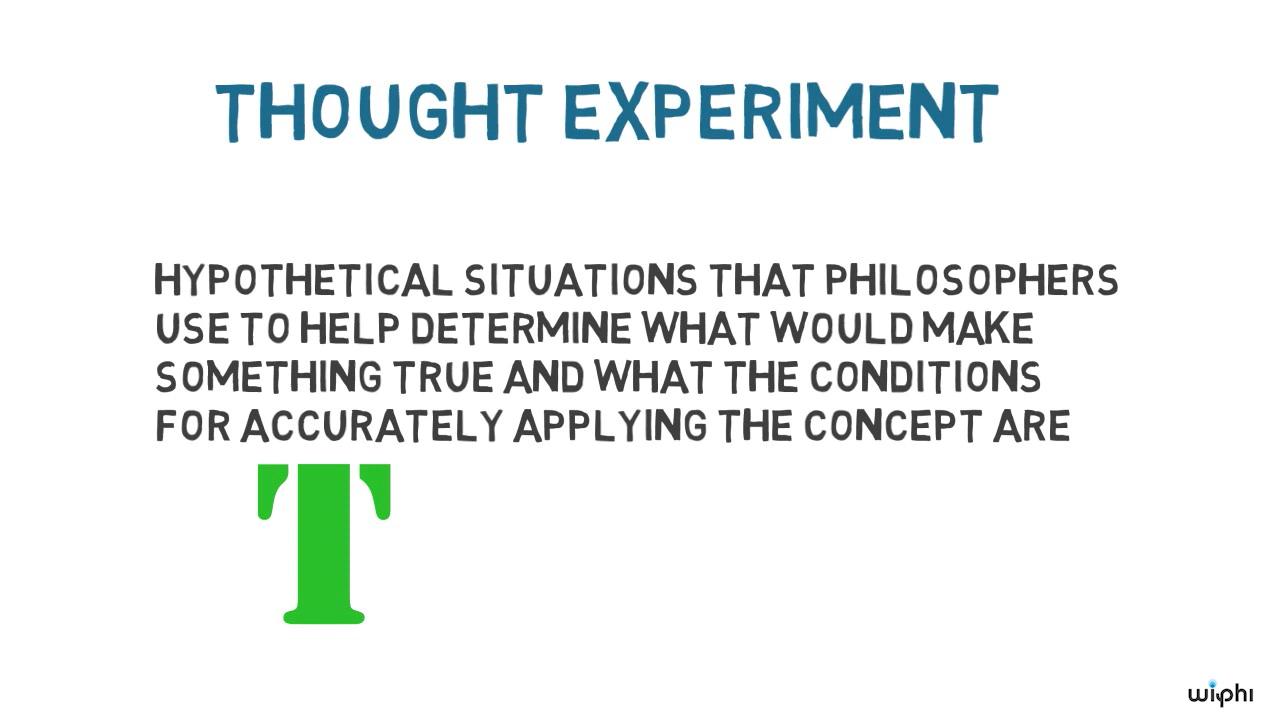 THOUGHT EXPERIMENT
HYPOTHETICAL SITUATIONS THAT PHILOSOPHERS
USE TO HELP DETERMINE WHAT WOULD MAKE
SOMETHING TRUE AND WHAT THE CONDITIONS
FOR ACCURATELY APPLYING THE CONCEPT ARE
T
wiphi